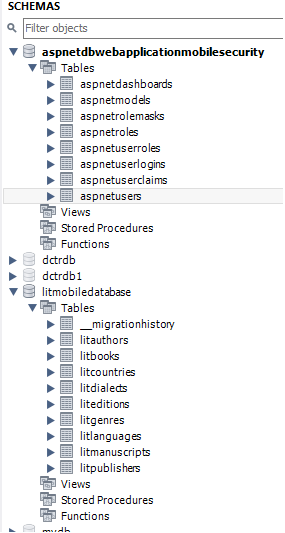 SCHEMAS
Filter objects
aspnetdbwebapplicationmobilesecurity
Tables
aspnetdashboards
aspnetmodels
aspnetrolemasks
aspnetroles
aspnetuserroles
aspnetuserlogins
aspnetuserclaims
aspnetusers
Views
Stored Procedures
Functions
dctrdb
dctrdb1
litmobiledatabase
Tables
__migrationhistory
litauthors
litbooks
litcountries
litdialects
liteditions
litgenres
litlanguages
litmanuscripts
litpublishers
Views
Stored Procedures
Functions
mydb